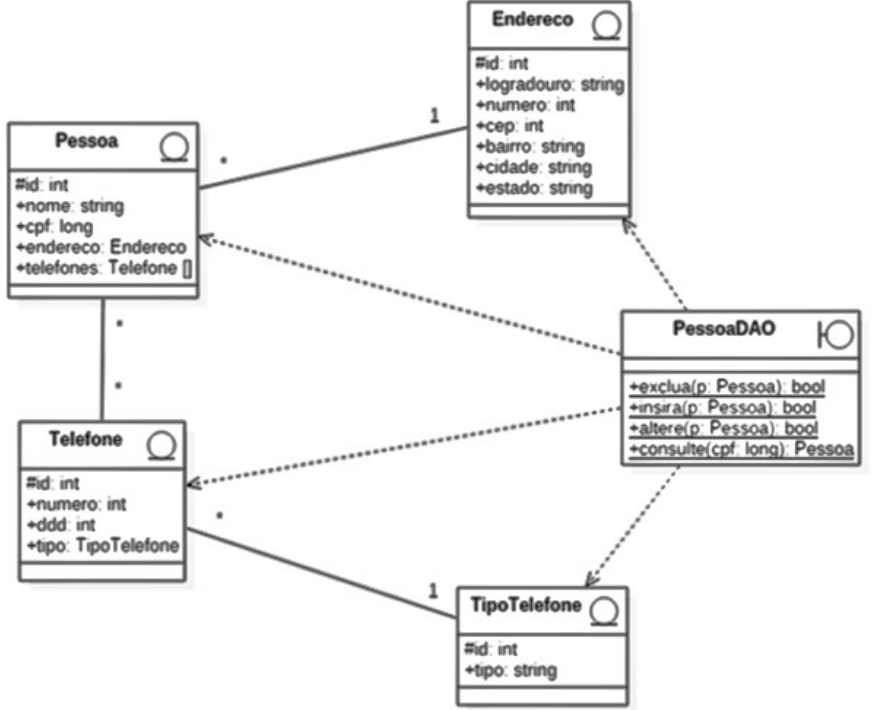 Endereco
#id: int
+logradouro: string
+numero: int
+cep: int
+bairro: string
+cidade: string
+estado: string
1
*
Pessoa
#id: int
+nome: string
+cpf: long
+endereco: Endereco
+telefones: Telefone []
*
*
PessoaDAO
+exclua(p: Pessoa): bool
+insira(p: Pessoa): bool
+altere(p: Pessoa): bool
+consulte(cpf: long): Pessoa
Telefone
#id: int
+numero: int
+ddd: int
+tipo: TipoTelefone
*
1
TipoTelefone
#id: int
+tipo: string